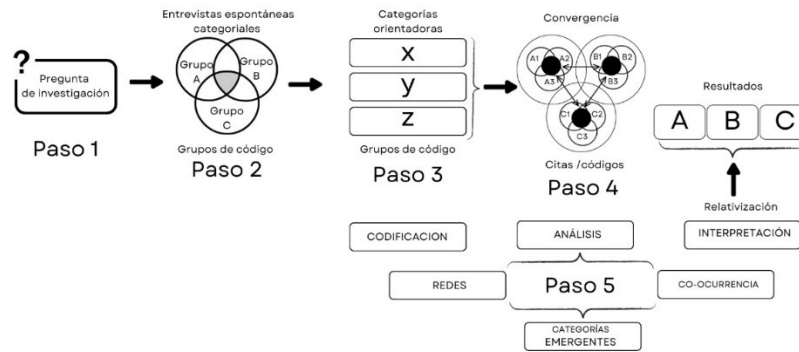 ?
Pregunta
de investigación
Paso 1
Entrevistas espontáneas
categoriales
Grupo
A
Grupo
B
Grupo
C
Grupos de código
Paso 2
Categorías
orientadoras
x
y
z
Grupos de código
Paso 3
Convergencia
A1
A2
A3
B1
B2
B3
C1
C2
C3
Citas /códigos
Paso 4
Resultados
A
B
C
Relativización
CODIFICACION
ANÁLISIS
INTERPRETACIÓN
REDES
Paso 5
CO-OCURRENCIA
CATEGORÍAS
EMERGENTES